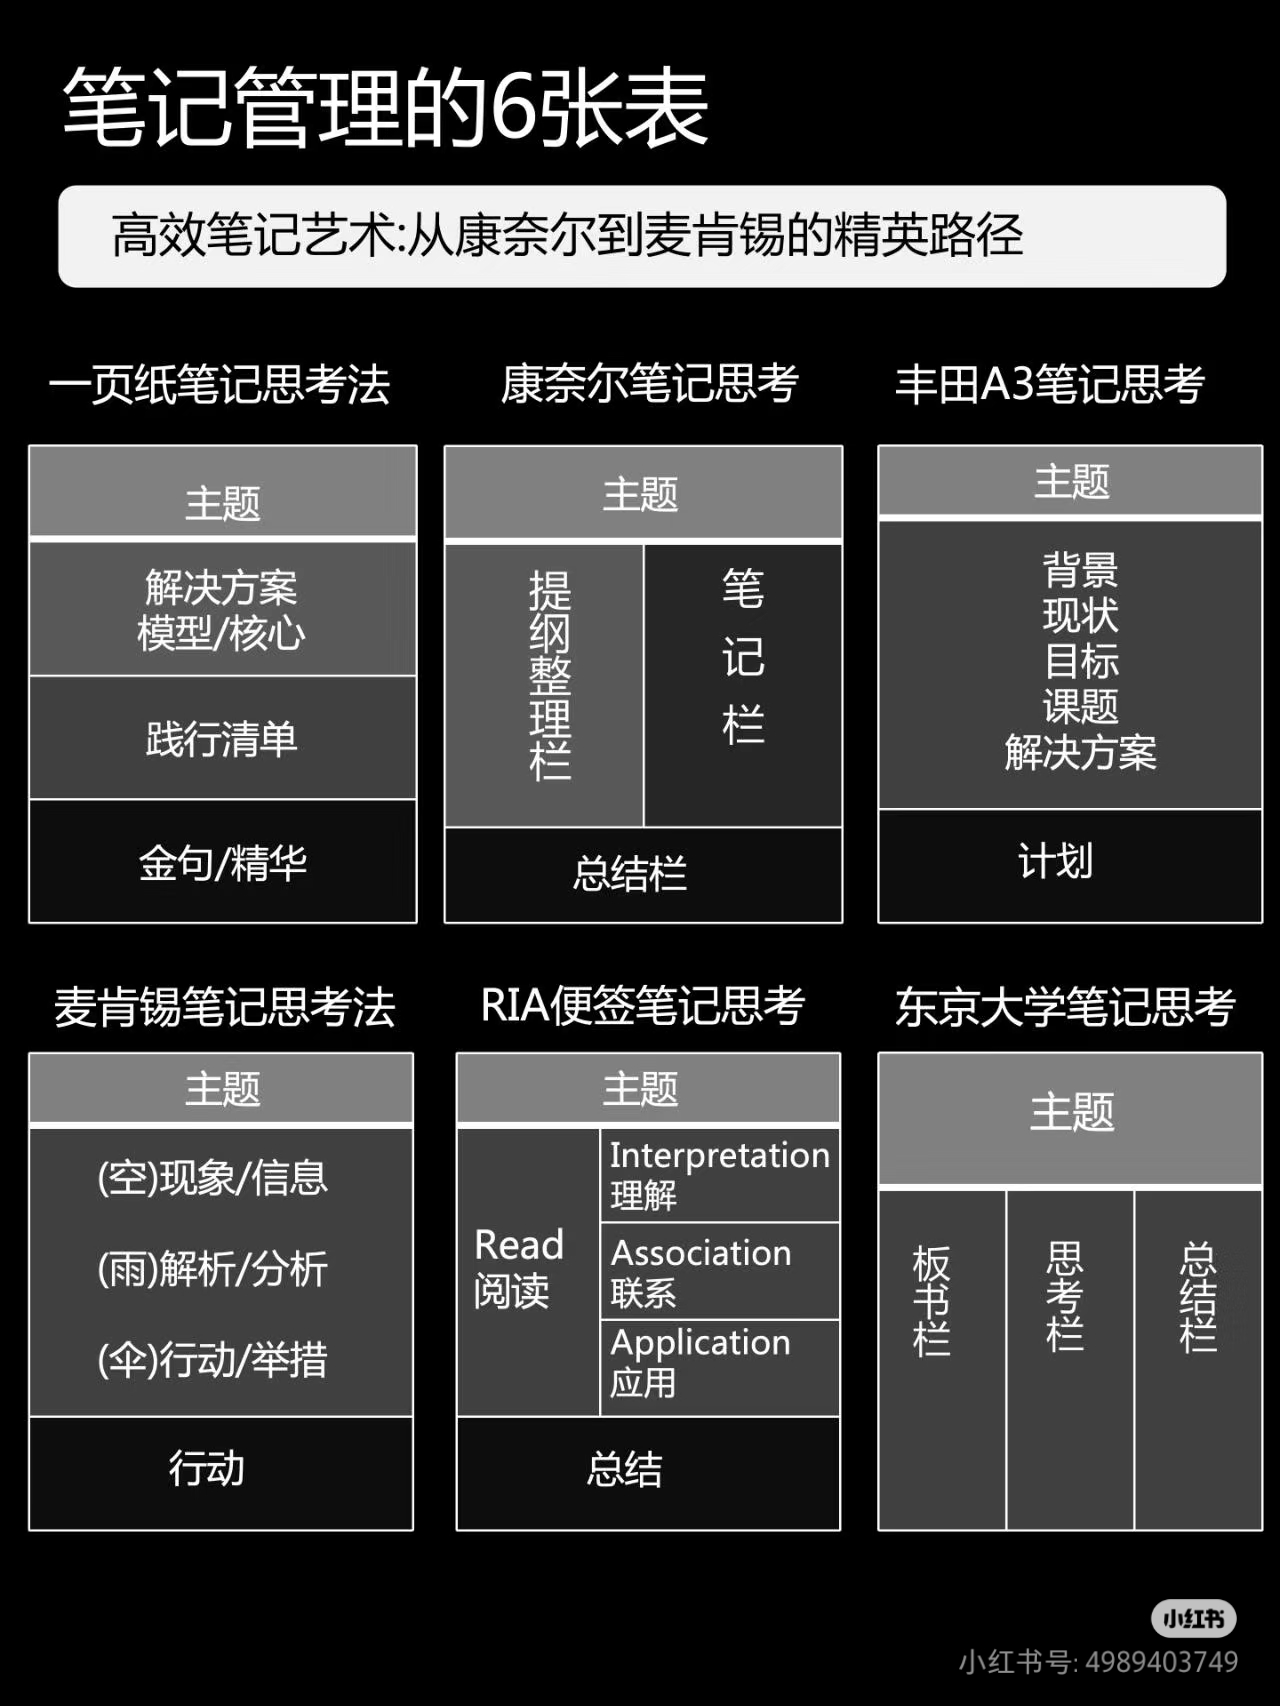 笔记管理的6张表
高效笔记艺术:从康奈尔到麦肯锡的精英路径
一页纸笔记思考法
主题
解决方案
模型/核心
践行清单
金句/精华
康奈尔笔记思考
主题
提纲整理栏
笔记栏
总结栏
丰田A3笔记思考
主题
背景
现状
目标
课题
解决方案
计划
麦肯锡笔记思考法
主题
(空)现象/信息
(雨)解析/分析
(伞)行动/举措
行动
RIA便签笔记思考
主题
Read
阅读
Interpretation
理解
Association
联系
Application
应用
总结
东京大学笔记思考
主题
板书栏
思考栏
总结栏
小红书
小红书号: 4989403749